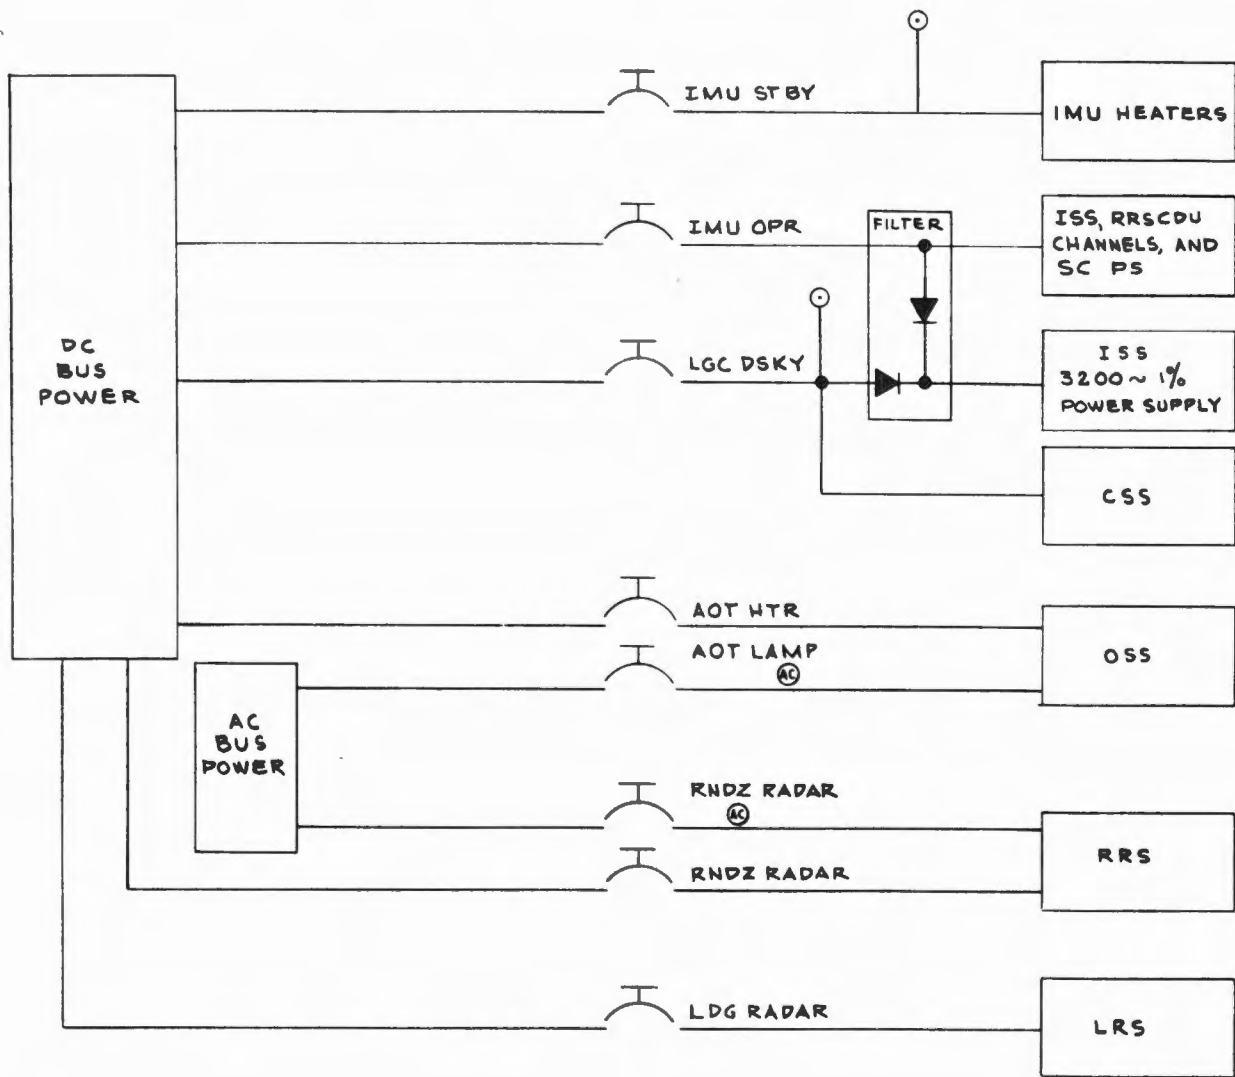 IMU STBY
IMU HEATERS
IMU OPR
FILTER
ISS, RRSCDU
CHANNELS, AND
SC PS
DC
BUS
POWER
LGC DSKY
ISS
3200~ 1%
POWER SUPPLY
CSS
AOT HTR
AOT LAMP
AC
OSS
AC
BUS
POWER
RNDZ RADAR
AC
RNDZ RADAR
RRS
LDG RADAR
LRS